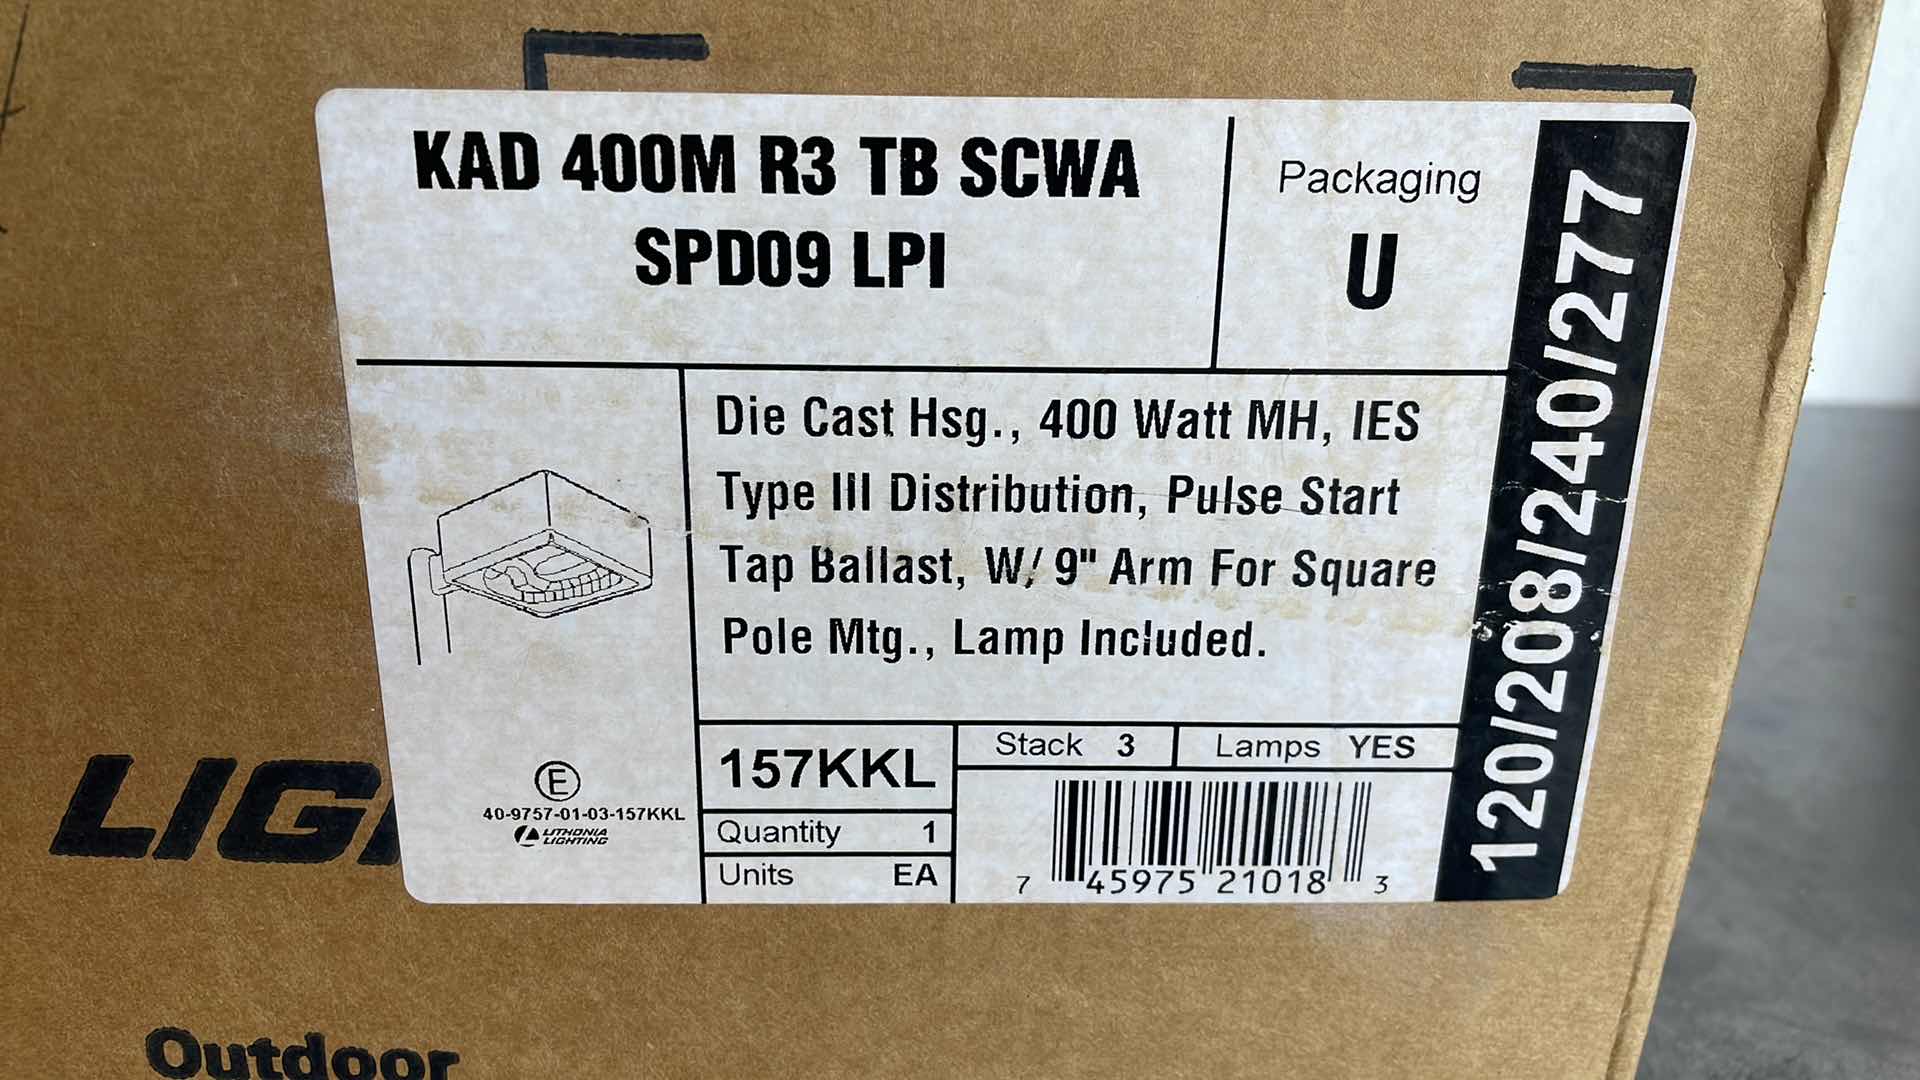 KAD 400M R3 TB SCWA
SPD09 LPI
Packaging
U
120/208/240/277
Die Cast Hsg., 400 Watt MH, IES
Type III Distribution, Pulse Start
Tap Ballast, W/ 9" Arm For Square
Pole Mtg., Lamp Included.
E
40-9757-01-03-157KKL
LITHONIA
LIGHTING
157KKL
Quantity 1
Units EA
Stack 3
Lamps YES
7 45975 21018 3
LIG
Outdoor